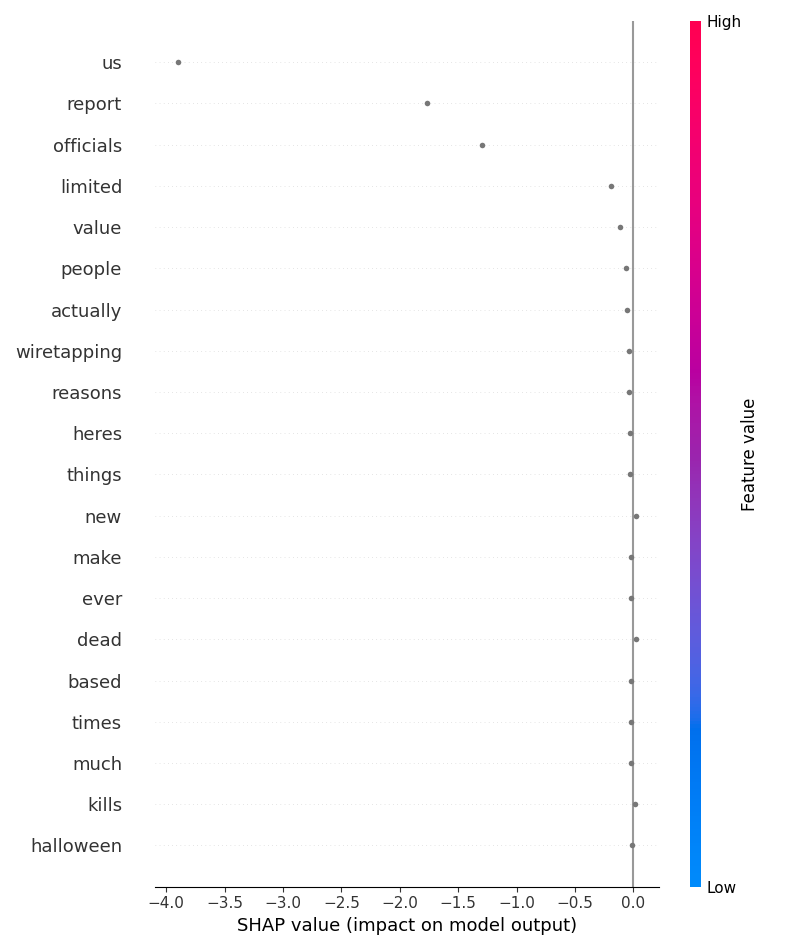 High
us
report
officials
limited
value
people
actually
wiretapping
reasons
heres
things
new
make
ever
dead
based
times
much
kills
halloween
Feature value
Low
−4.0 −3.5 −3.0 −2.5 −2.0 −1.5 −1.0 −0.5 0.0
SHAP value (impact on model output)